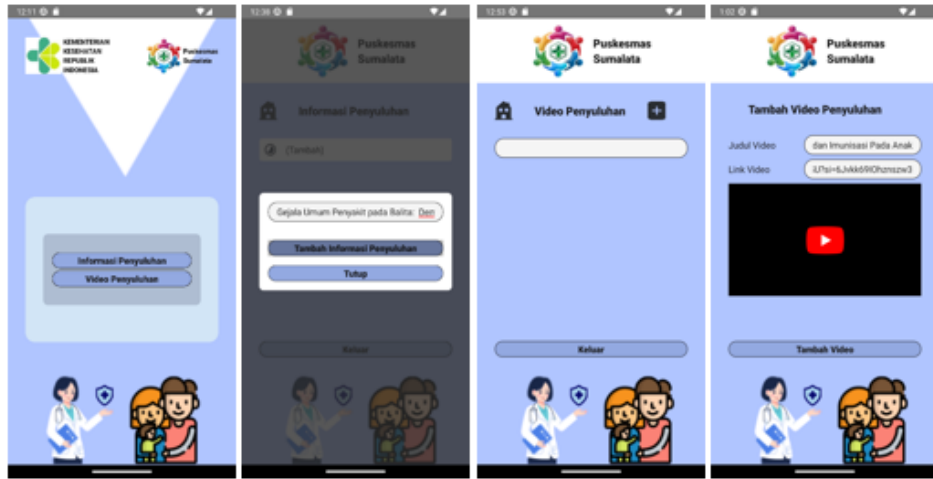 12:11
KEMENTERIAN
KESEHATAN
REPUBLIK
INDONESIA
Puskesmas
Sumalata
Informasi Penyuluhan
Video Penyuluhan
12:38
Puskesmas
Sumalata
Informasi Penyuluhan
(Tambah)
Gejala Umum Penyakit pada Balita: Den
Tambah Informasi Penyuluhan
Tutup
Keluar
12:53
Puskesmas
Sumalata
Video Penyuluhan
Keluar
1:02
Puskesmas
Sumalata
Tambah Video Penyuluhan
Judul Video
dan Imunisasi Pada Anak
Link Video
Tambah Video